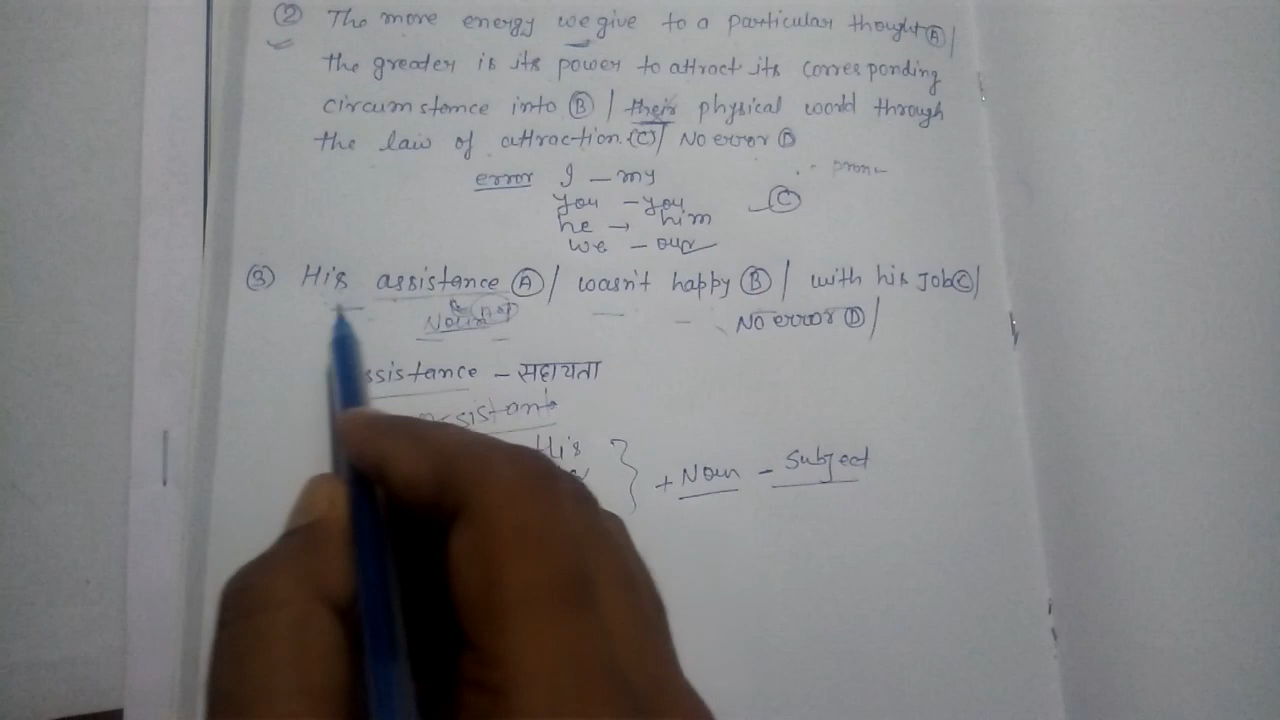 ② The more energy we give to a particular thought Ⓐ/
the greater is its power to attract its corresponding
circumstance into Ⓑ / their physical world through
the law of attraction. (C)/ No error Ⓓ
error I – my
you – you
he → him
we – our
Ⓒ
③ His assistance Ⓐ/ wasn't happy Ⓑ/ with his Job Ⓒ/
Noun
No error Ⓓ/
ssistance – सहायता
sistant
His
} + Noun – Subject